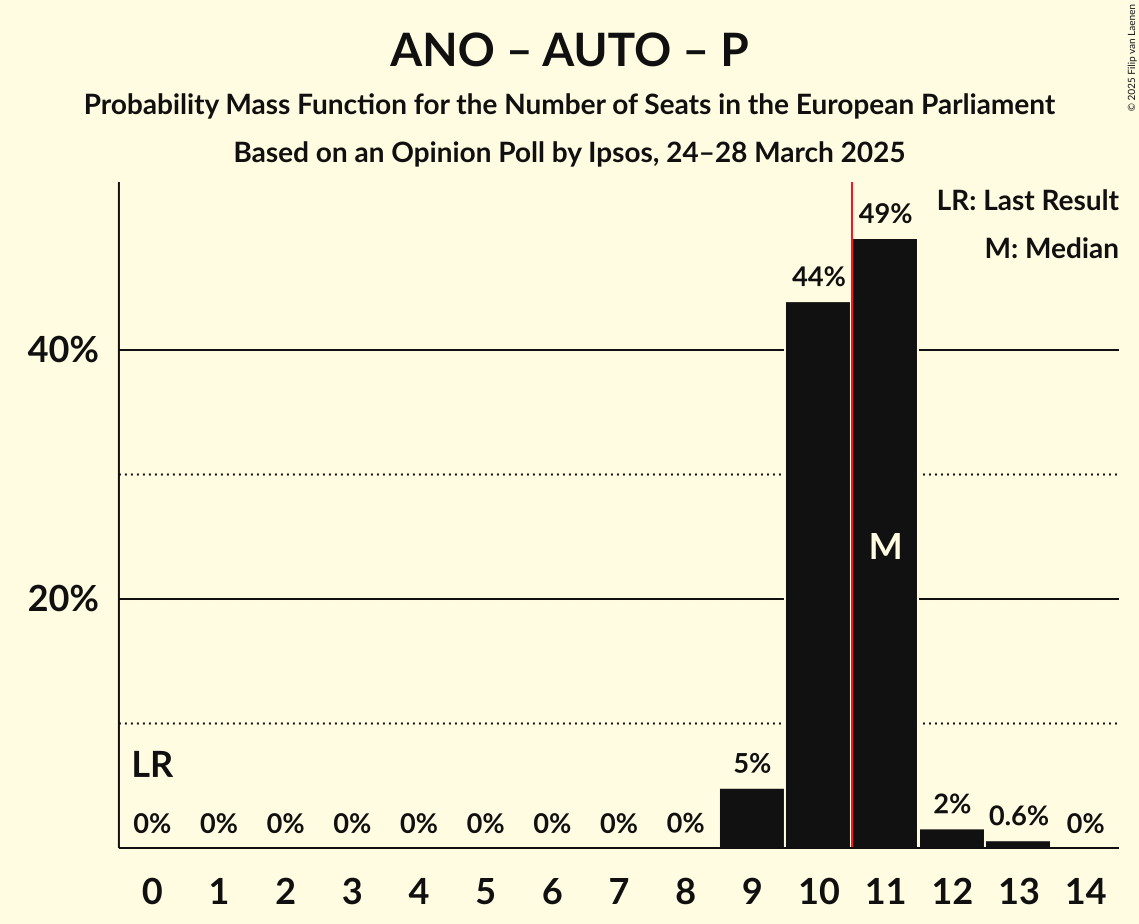 ANO – AUTO – P
Probability Mass Function for the Number of Seats in the European Parliament
Based on an Opinion Poll by Ipsos, 24–28 March 2025
© 2025 Filip van Laenen
LR: Last Result
M: Median
49%
44%
40%
M
20%
LR
5%
2%
0.6%
0% 0% 0% 0% 0% 0% 0% 0% 0% 0%
0 1 2 3 4 5 6 7 8 9 10 11 12 13 14